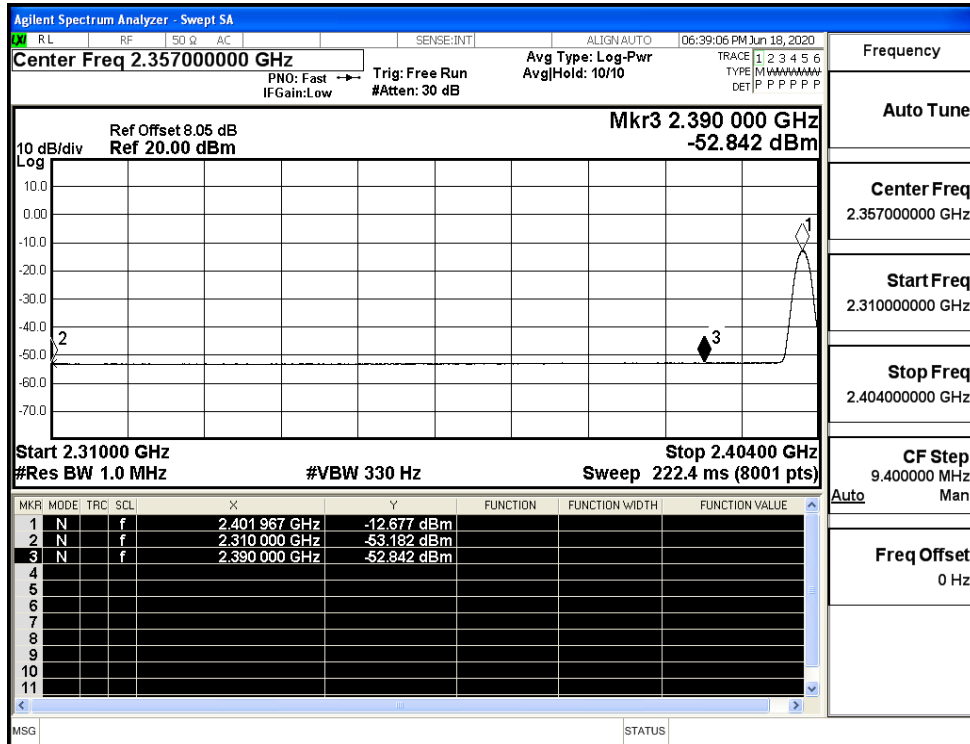 Agilent Spectrum Analyzer - Swept SA
LXI RL RF 50 Ω AC SENSE:INT ALIGN AUTO 06:39:06 PM Jun 18, 2020
Center Freq 2.357000000 GHz
PNO: Fast
IFGain:Low
Trig: Free Run
#Atten: 30 dB
Avg Type: Log-Pwr
Avg|Hold: 10/10
TRACE 1 2 3 4 5 6
TYPE M WWWWW
DET P P P P P P
Ref Offset 8.05 dB
10 dB/div Ref 20.00 dBm
Log
Mkr3 2.390 000 GHz
-52.842 dBm
10.0
0.00
-10.0
-20.0
-30.0
-40.0
-50.0
-60.0
-70.0
1
2
3
Start 2.31000 GHz Stop 2.40400 GHz
#Res BW 1.0 MHz #VBW 330 Hz Sweep 222.4 ms (8001 pts)
MKR MODE TRC SCL X Y FUNCTION FUNCTION WIDTH FUNCTION VALUE
1 N f 2.401 967 GHz -12.677 dBm
2 N f 2.310 000 GHz -53.182 dBm
3 N f 2.390 000 GHz -52.842 dBm
4
5
6
7
8
9
10
11
MSG STATUS
Frequency
Auto Tune
Center Freq
2.357000000 GHz
Start Freq
2.310000000 GHz
Stop Freq
2.404000000 GHz
CF Step
9.400000 MHz
Auto Man
Freq Offset
0 Hz